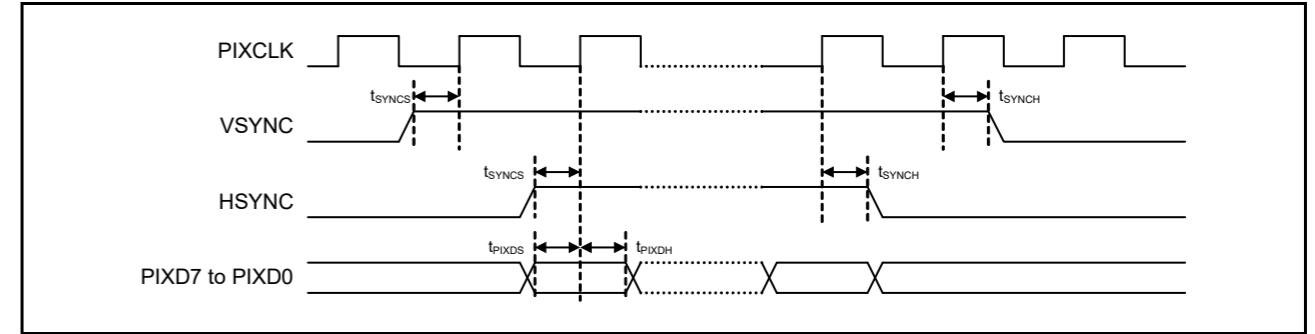 PIXCLK
tSYNCS tSYNCH
VSYNC
tSYNCS tSYNCH
HSYNC
tPIXDS tPIXDH
PIXD7 to PIXD0